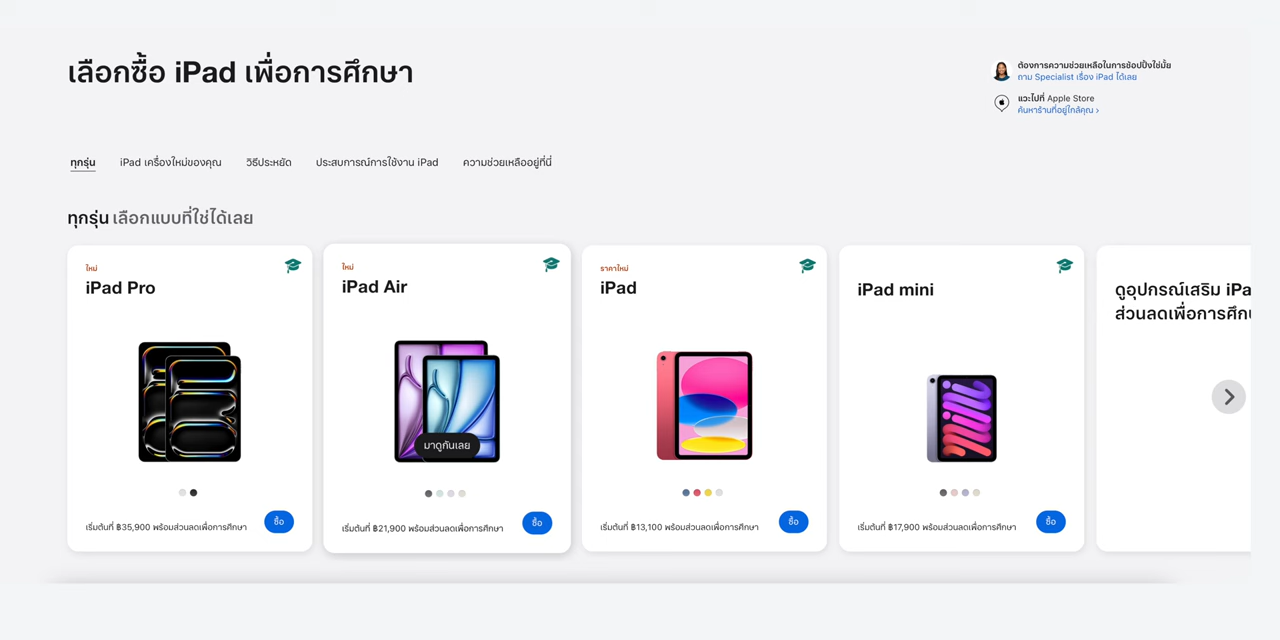 เลือกซื้อ iPad เพื่อการศึกษา
ต้องการความช่วยเหลือในการช้อปปิ้งใช่มั้ย
ถาม Specialist เรื่อง iPad ได้เลย
แวะไปที่ Apple Store
ค้นหาร้านที่อยู่ใกล้คุณ ›
ทุกรุ่น iPad เครื่องใหม่ของคุณ วิธีประหยัด ประสบการณ์การใช้งาน iPad ความช่วยเหลืออยู่ที่นี่
ทุกรุ่น เลือกแบบที่ใช่ได้เลย
ใหม่
iPad Pro
เริ่มต้นที่ ฿35,900 พร้อมส่วนลดเพื่อการศึกษา
ซื้อ
ใหม่
iPad Air
มาดูกันเลย
เริ่มต้นที่ ฿21,900 พร้อมส่วนลดเพื่อการศึกษา
ซื้อ
ราคาใหม่
iPad
เริ่มต้นที่ ฿13,100 พร้อมส่วนลดเพื่อการศึกษา
ซื้อ
iPad mini
เริ่มต้นที่ ฿17,900 พร้อมส่วนลดเพื่อการศึกษา
ซื้อ
ดูอุปกรณ์เสริม iPa
ส่วนลดเพื่อการศึกษ